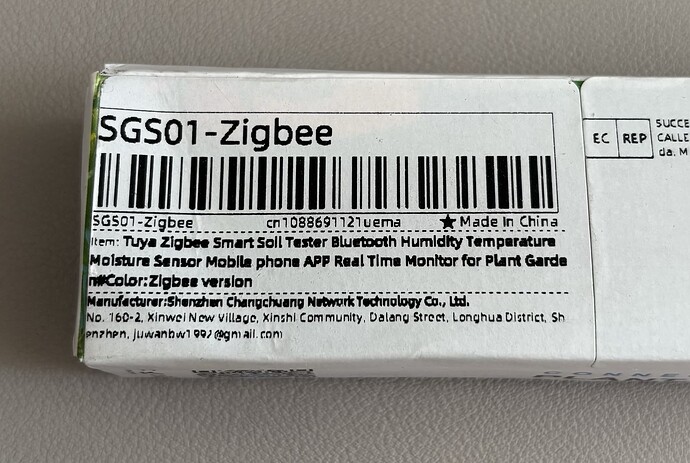 SGS01-Zigbee
SGS01-Zigbee cn1088691121uema ★ Made In China
Item: Tuya Zigbee Smart Soil Tester Bluetooth Humidity Temperature
Moisture Sensor Mobile phone APP Real Time Monitor for Plant Garde
n#Color:Zigbee version
Manufacturer:Shenzhen Changchuang Network Technology Co., Ltd.
No. 160-2, Xinwei New Village, Xinshi Community, Dalang Street, Longhua District, Sh
enzhen, juwanbw1992@gmail.com
EC REP
SUCCE
CALLE
da. M